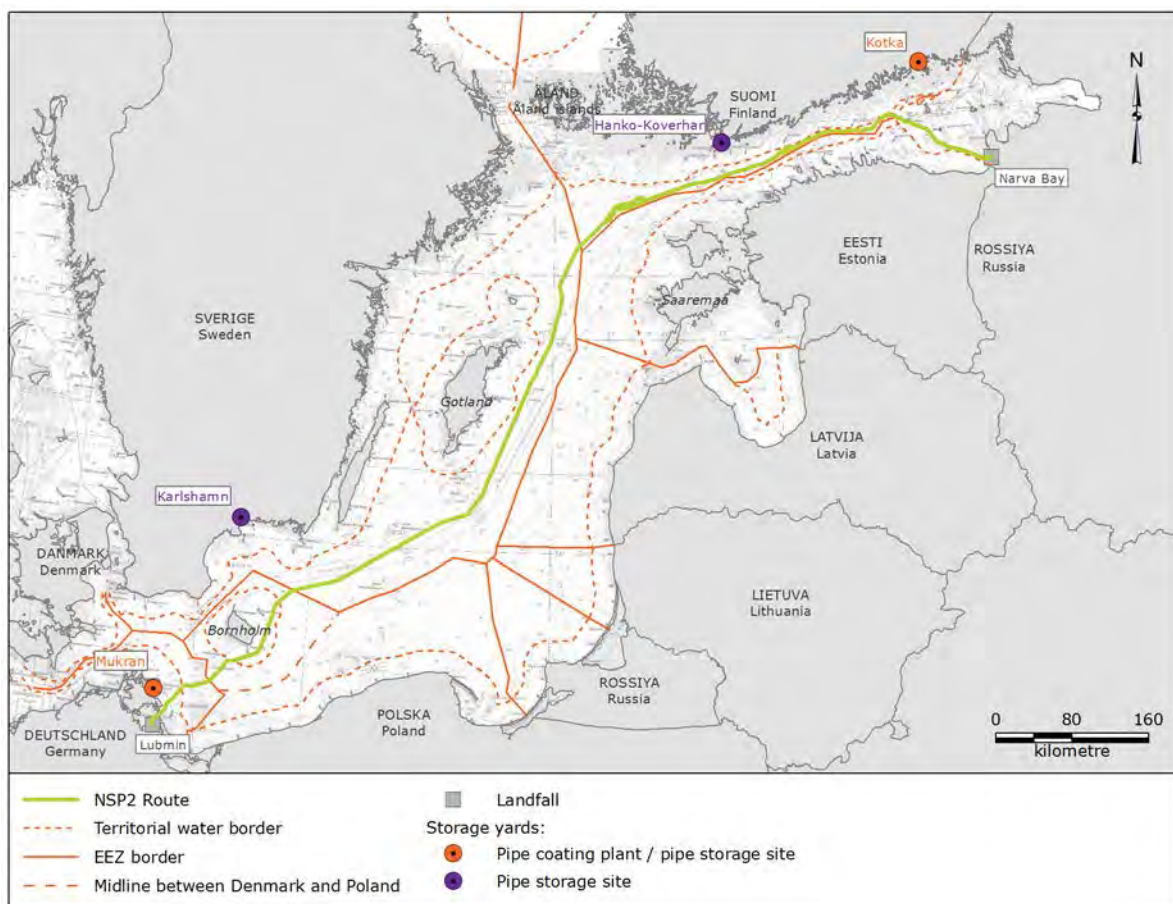 Kotka
N
ÅLAND
Åland islands
SUOMI
Finland
Hanko-Koverhar
Narva Bay
EESTI
Estonia
ROSSIYA
Russia
Saaremaa
SVERIGE
Sweden
Gotland
LATVIJA
Latvia
Karlshamn
DANMARK
Denmark
LIETUVA
Lithuania
Bornholm
Mukran
ROSSIYA
Russia
POLSKA
Poland
DEUTSCHLAND
Germany
Lubmin
0 80 160
kilometre
NSP2 Route
Territorial water border
EEZ border
Midline between Denmark and Poland
Landfall
Storage yards:
Pipe coating plant / pipe storage site
Pipe storage site